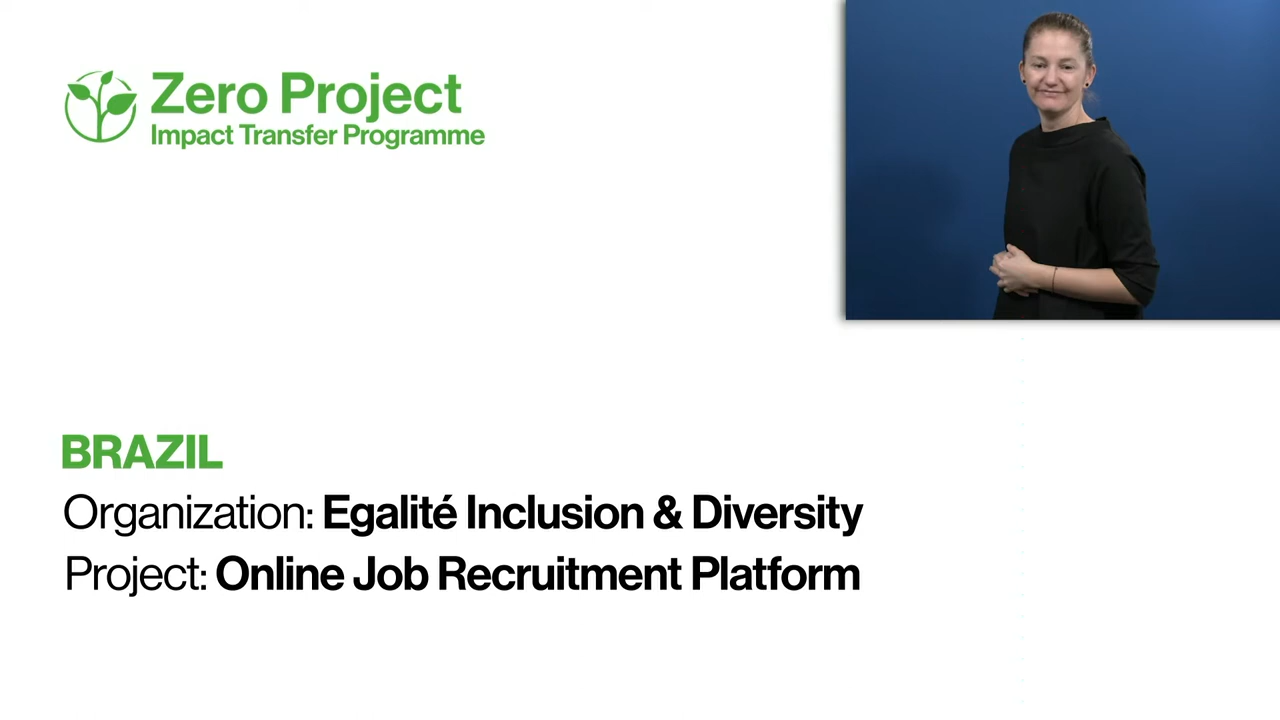 Zero Project
Impact Transfer Programme
BRAZIL
Organization: Egalité Inclusion & Diversity
Project: Online Job Recruitment Platform